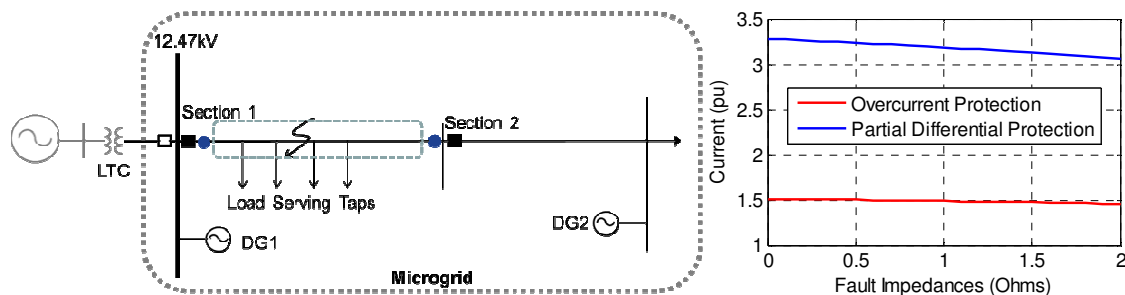 12.47kV
Section 1
Section 2
LTC
Load Serving Taps
DG1
DG2
Microgrid
Current (pu)
4
3.5
3
2.5
2
1.5
1
Overcurrent Protection
Partial Differential Protection
0 0.5 1 1.5 2
Fault Impedances (Ohms)